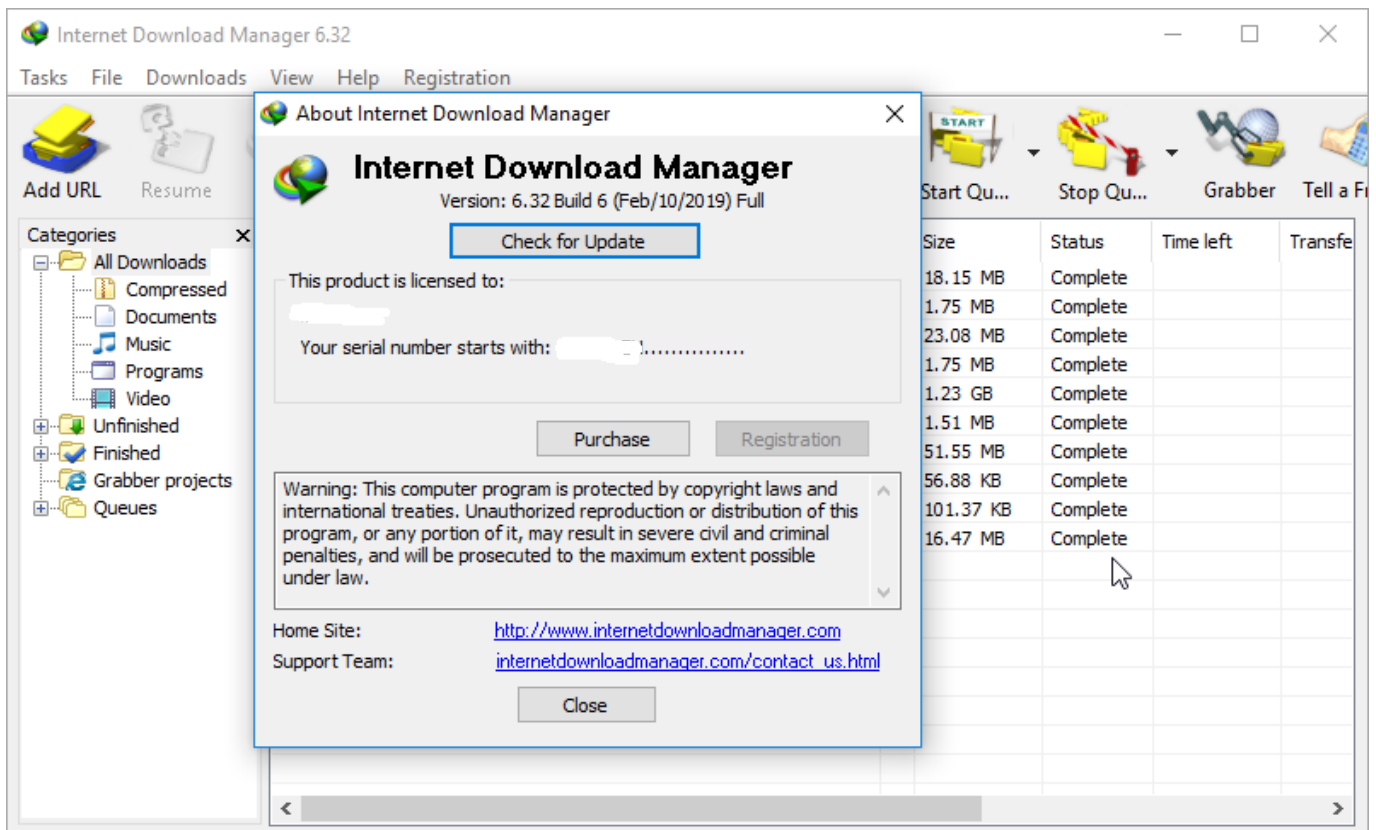 Internet Download Manager 6.32
Tasks File Downloads View Help Registration
Add URL
Resume
Start Qu...
Stop Qu...
Grabber
Tell a
START
About Internet Download Manager
Internet Download Manager
Version: 6.32 Build 6 (Feb/10/2019) Full
Check for Update
This product is licensed to:
Your serial number starts with: ...............
Purchase
Registration
Warning: This computer program is protected by copyright laws and
international treaties. Unauthorized reproduction or distribution of this
program, or any portion of it, may result in severe civil and criminal
penalties, and will be prosecuted to the maximum extent possible
under law.
Home Site: http://www.internetdownloadmanager.com
Support Team: internetdownloadmanager.com/contact_us.html
Close
Categories
All Downloads
Compressed
Documents
Music
Programs
Video
Unfinished
Finished
Grabber projects
Queues
Size Status Time left Transfe
18.15 MB Complete
1.75 MB Complete
23.08 MB Complete
1.75 MB Complete
1.23 GB Complete
1.51 MB Complete
51.55 MB Complete
56.88 KB Complete
101.37 KB Complete
16.47 MB Complete